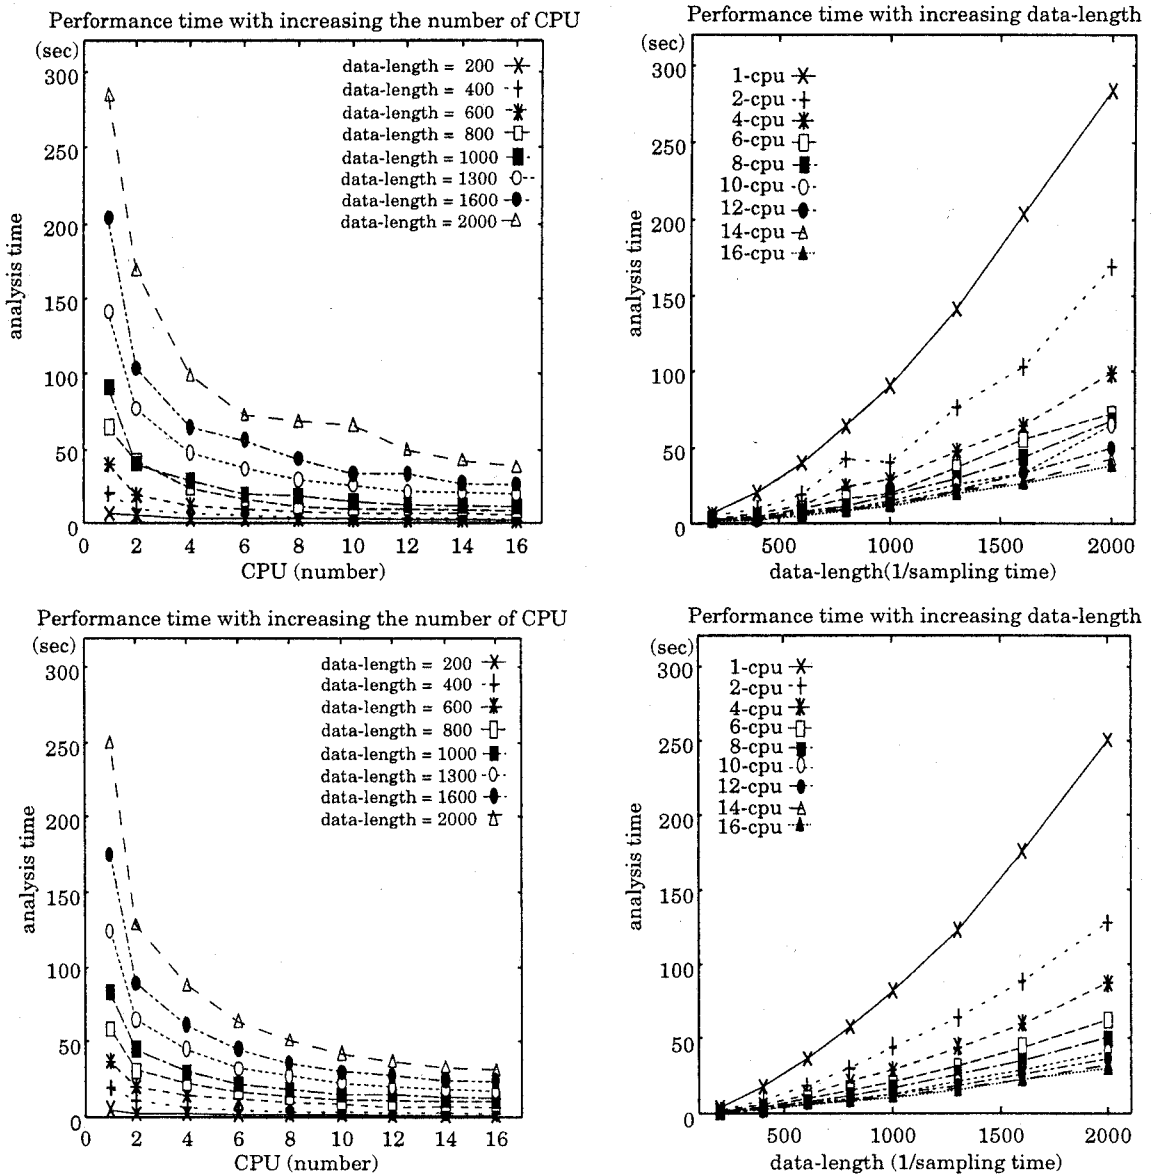 Performance time with increasing the number of CPU
(sec)
300
250
200
150
100
50
0
analysis time
data-length = 200
data-length = 400
data-length = 600
data-length = 800
data-length = 1000
data-length = 1300
data-length = 1600
data-length = 2000
0 2 4 6 8 10 12 14 16
CPU (number)
Performance time with increasing data-length
(sec)
300
250
200
150
100
50
0
analysis time
1-cpu
2-cpu
4-cpu
6-cpu
8-cpu
10-cpu
12-cpu
14-cpu
16-cpu
500 1000 1500 2000
data-length(1/sampling time)
Performance time with increasing the number of CPU
(sec)
300
250
200
150
100
50
0
analysis time
data-length = 200
data-length = 400
data-length = 600
data-length = 800
data-length = 1000
data-length = 1300
data-length = 1600
data-length = 2000
0 2 4 6 8 10 12 14 16
CPU (number)
Performance time with increasing data-length
(sec)
300
250
200
150
100
50
0
analysis time
1-cpu
2-cpu
4-cpu
6-cpu
8-cpu
10-cpu
12-cpu
14-cpu
16-cpu
500 1000 1500 2000
data-length (1/sampling time)